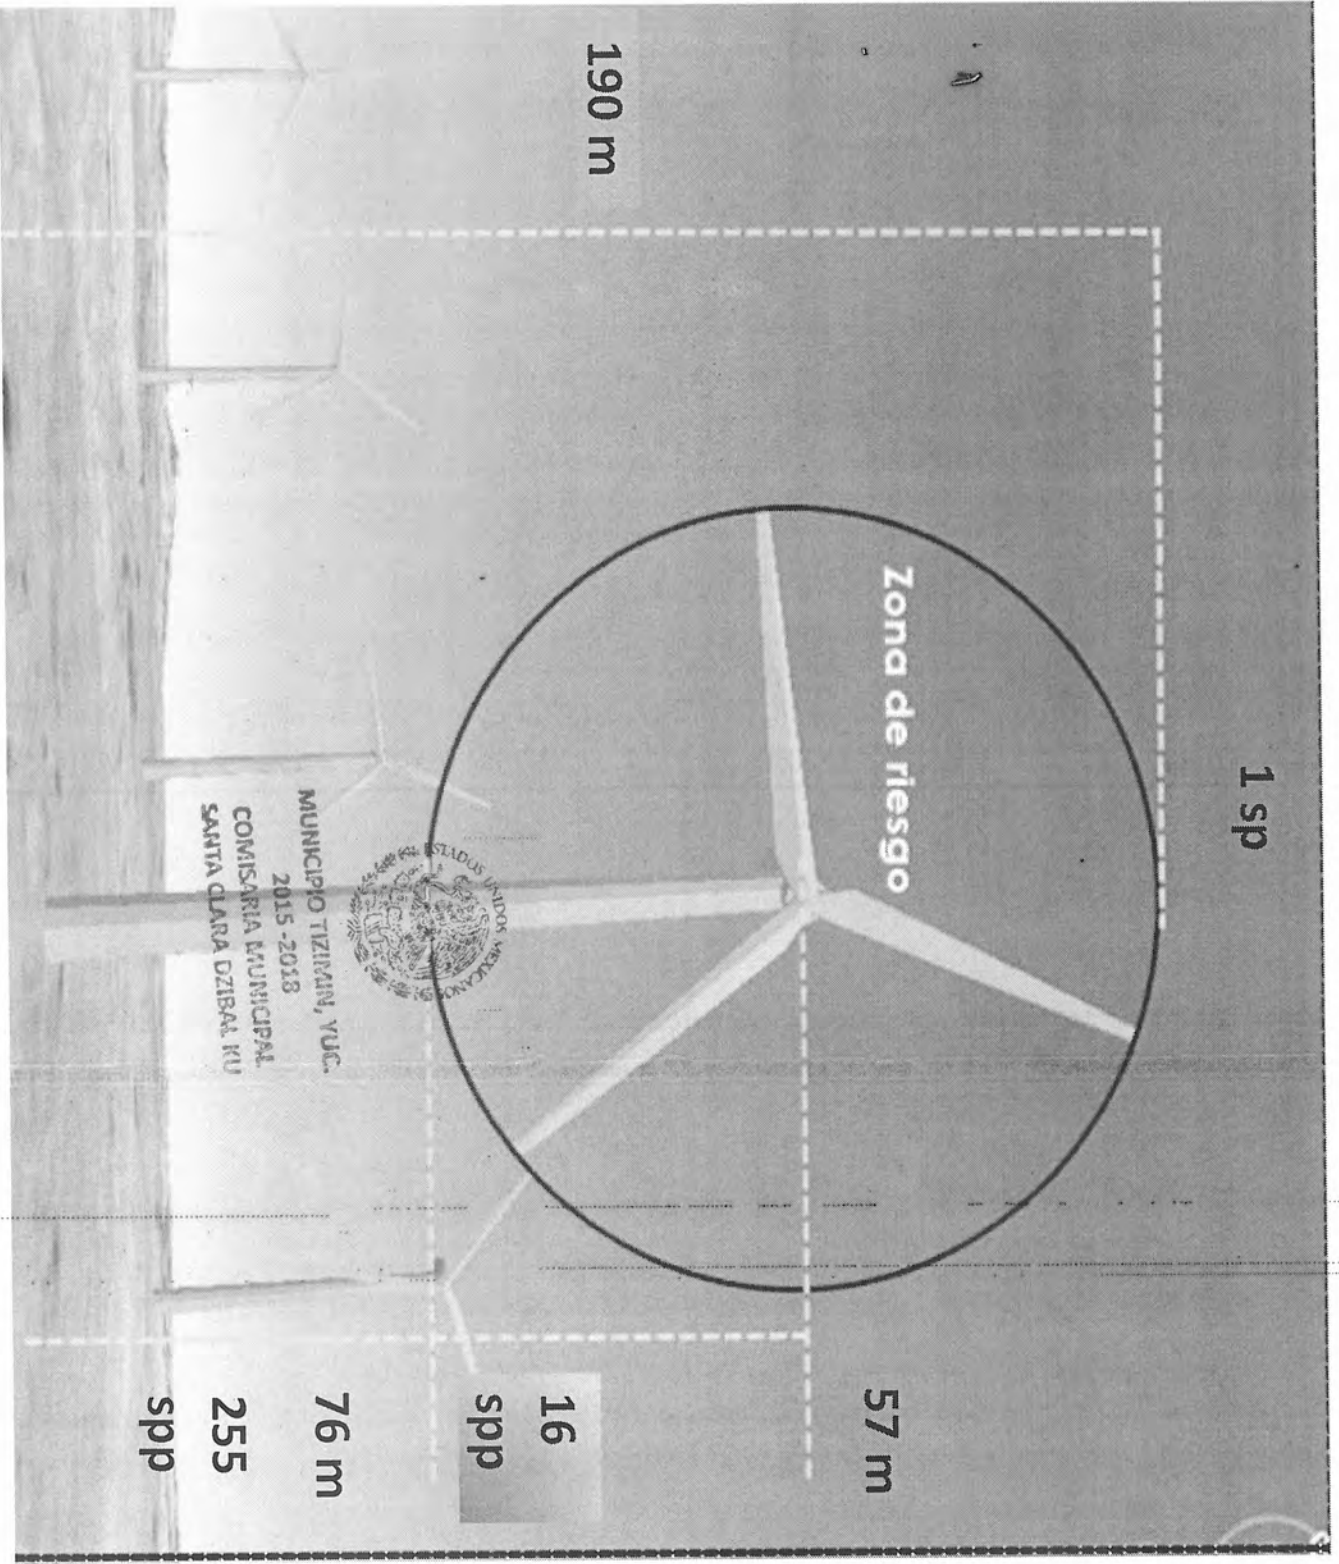 1 sp
190 m
Zona de riesgo
57 m
16
spp
76 m
255
spp
ESTADOS UNIDOS MEXICANOS
MUNICIPIO TIZIMIN, YUC.
2015 - 2018
COMISARIA MUNICIPAL
SANTA CLARA DZIBAL KU